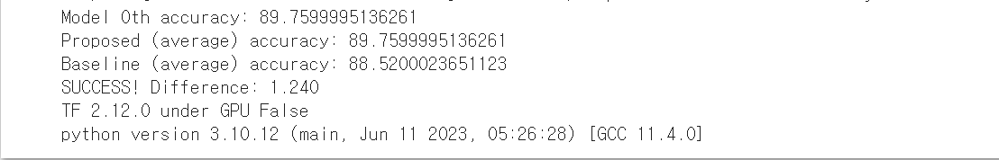 Model 0th accuracy: 89.7599995136261
Proposed (average) accuracy: 89.7599995136261
Baseline (average) accuracy: 88.5200023651123
SUCCESS! Difference: 1.240
TF 2.12.0 under GPU False
python version 3.10.12 (main, Jun 11 2023, 05:26:28) [GCC 11.4.0]